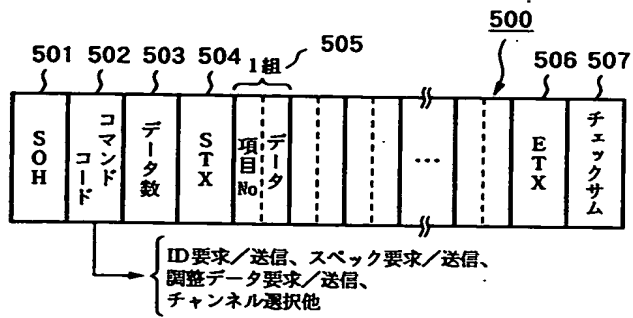 500
501 502 503 504 1組 505 506 507
SOH
コマンドコード
データ数
STX
項目No
データ
...
ETX
チェックサム
ID要求/送信、スペック要求/送信、
調整データ要求/送信、
チャンネル選択他